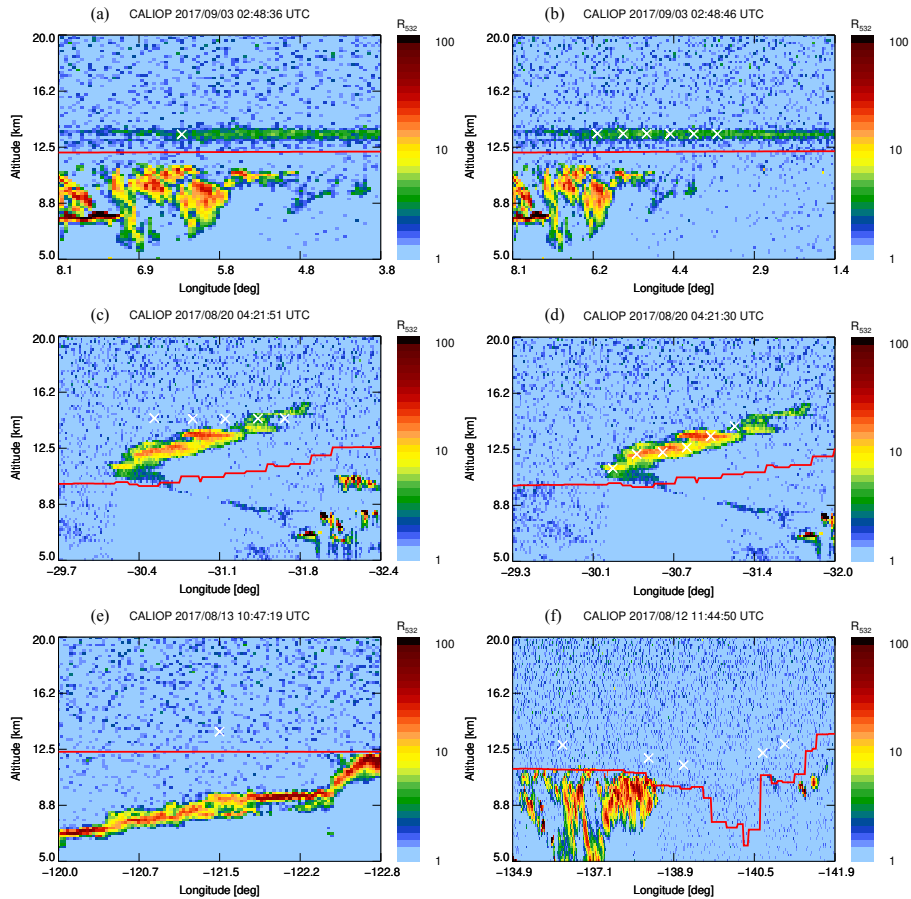 (a) CALIOP 2017/09/03 02:48:36 UTC
R532
20.0
16.2
12.5
8.8
5.0
Altitude [km]
8.1 6.9 5.8 4.8 3.8
Longitude [deg]
100
10
1
(b) CALIOP 2017/09/03 02:48:46 UTC
R532
20.0
16.2
12.5
8.8
5.0
Altitude [km]
8.1 6.2 4.4 2.9 1.4
Longitude [deg]
100
10
1
(c) CALIOP 2017/08/20 04:21:51 UTC
R532
20.0
16.2
12.5
8.8
5.0
Altitude [km]
−29.7 −30.4 −31.1 −31.8 −32.4
Longitude [deg]
100
10
1
(d) CALIOP 2017/08/20 04:21:30 UTC
R532
20.0
16.2
12.5
8.8
5.0
Altitude [km]
−29.3 −30.1 −30.7 −31.4 −32.0
Longitude [deg]
100
10
1
(e) CALIOP 2017/08/13 10:47:19 UTC
R532
20.0
16.2
12.5
8.8
5.0
Altitude [km]
−120.0 −120.7 −121.5 −122.2 −122.8
Longitude [deg]
100
10
1
(f) CALIOP 2017/08/12 11:44:50 UTC
R532
20.0
16.2
12.5
8.8
5.0
Altitude [km]
−134.9 −137.1 −138.9 −140.5 −141.9
Longitude [deg]
100
10
1